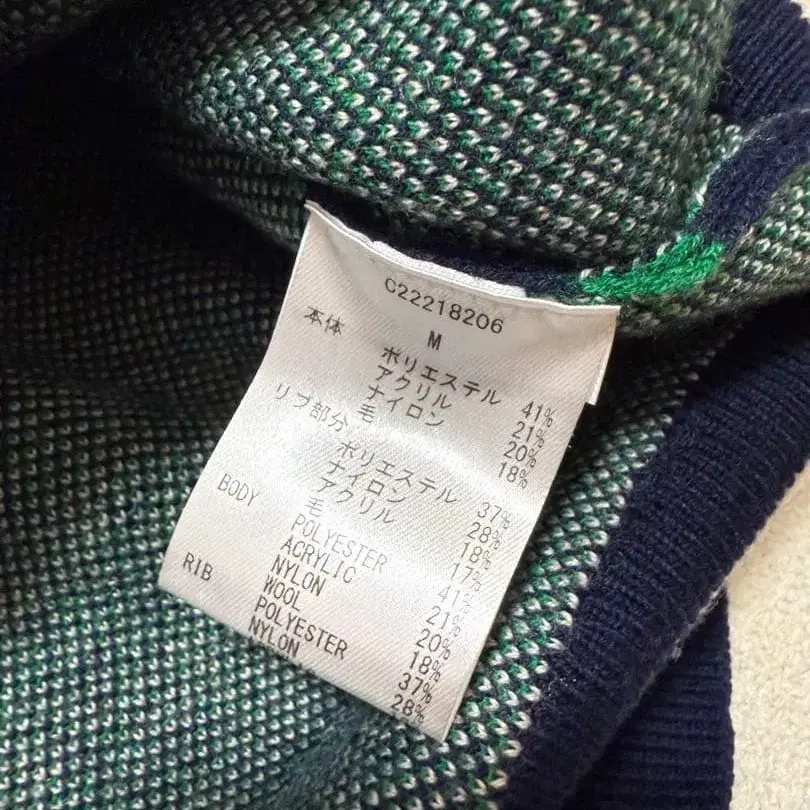 C22218206
M
本体 ポリエステル 41%
アクリル 21%
ナイロン 20%
毛 18%
リブ部分
ポリエステル 37%
ナイロン 28%
アクリル 18%
毛 17%
BODY POLYESTER 41%
ACRYLIC 21%
NYLON 20%
WOOL 18%
RIB POLYESTER 37%
NYLON 28%